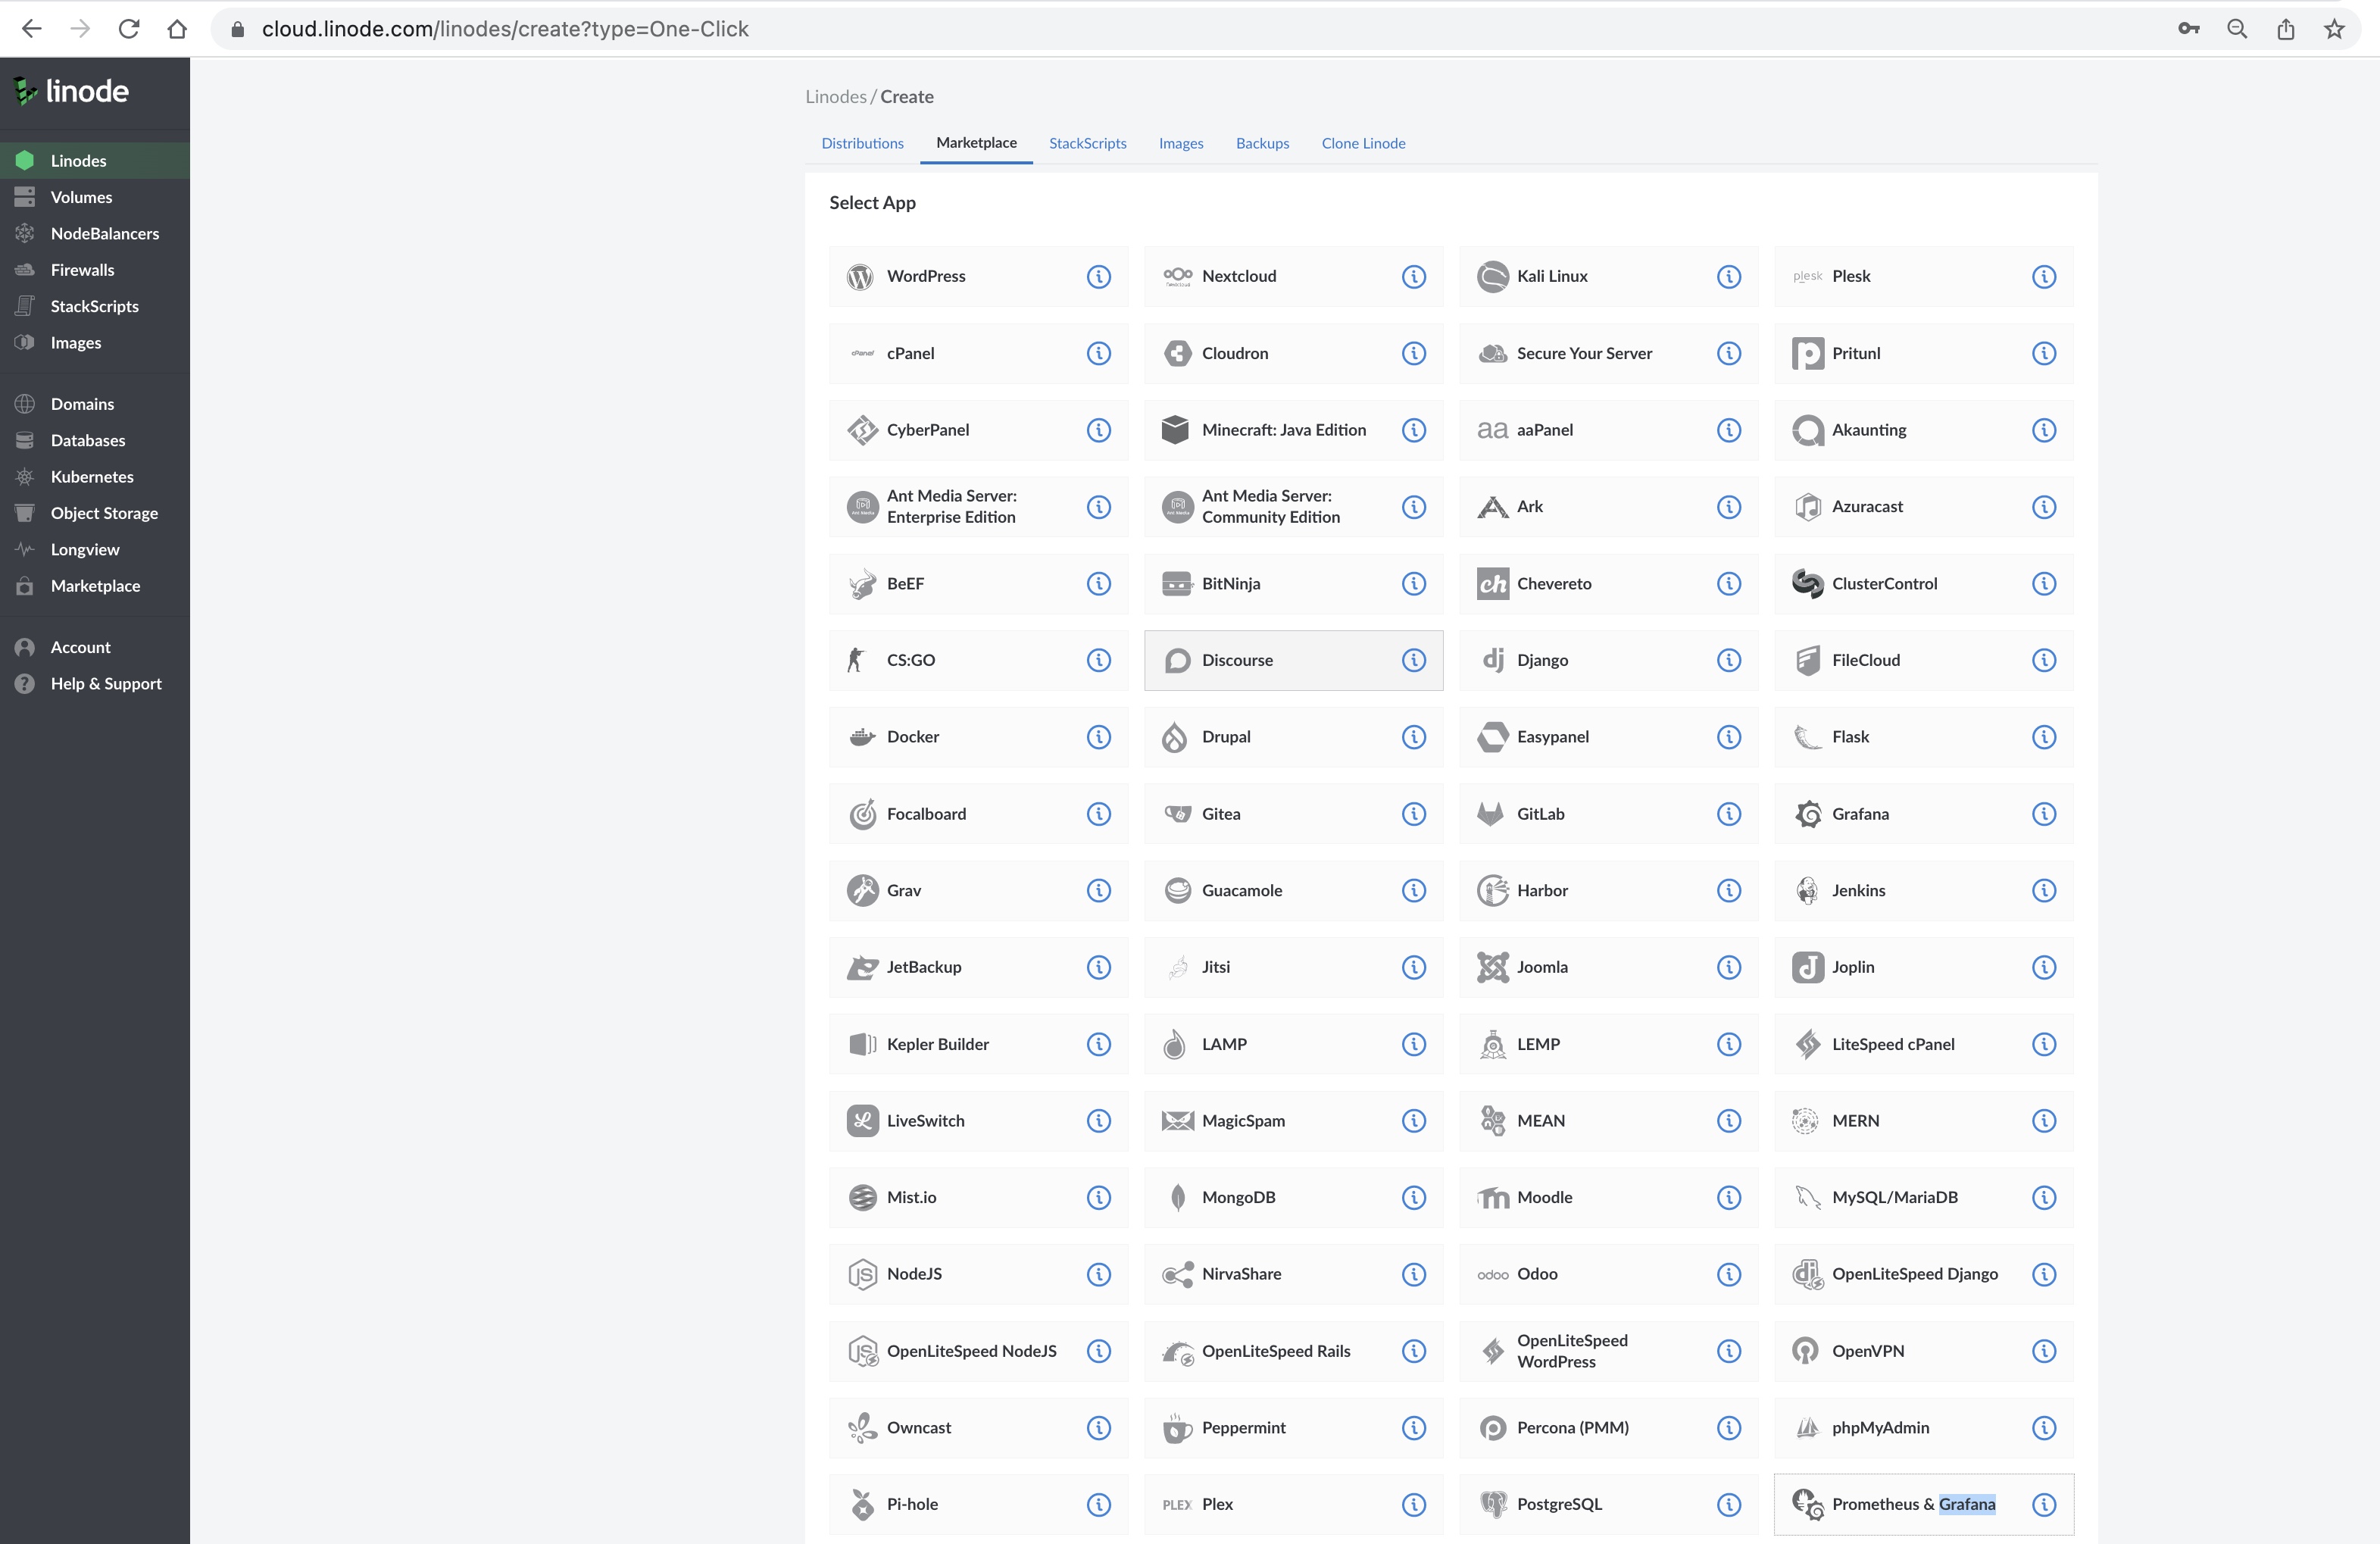 cloud.linode.com/linodes/create?type=One-Click
linode
Linodes
Volumes
NodeBalancers
Firewalls
StackScripts
Images
Domains
Databases
Kubernetes
Object Storage
Longview
Marketplace
Account
Help & Support
Linodes / Create
Distributions Marketplace StackScripts Images Backups Clone Linode
Select App
WordPress Nextcloud Kali Linux plesk Plesk
cPanel cPanel Cloudron Secure Your Server Pritunl
CyberPanel Minecraft: Java Edition aa aaPanel Akaunting
Ant Media Server: Enterprise Edition Ant Media Server: Community Edition Ark Azuracast
BeEF BitNinja ch Chevereto ClusterControl
CS:GO Discourse dj Django FileCloud
Docker Drupal Easypanel Flask
Focalboard Gitea GitLab Grafana
Grav Guacamole Harbor Jenkins
JetBackup Jitsi Joomla Joplin
Kepler Builder LAMP LEMP LiteSpeed cPanel
LiveSwitch MagicSpam MEAN MERN
Mist.io MongoDB Moodle MySQL/MariaDB
JS NodeJS NirvaShare odoo Odoo dj OpenLiteSpeed Django
JS OpenLiteSpeed NodeJS OpenLiteSpeed Rails OpenLiteSpeed WordPress OpenVPN
Owncast Peppermint Percona (PMM) phpMyAdmin
Pi-hole PLEX Plex PostgreSQL Prometheus & Grafana